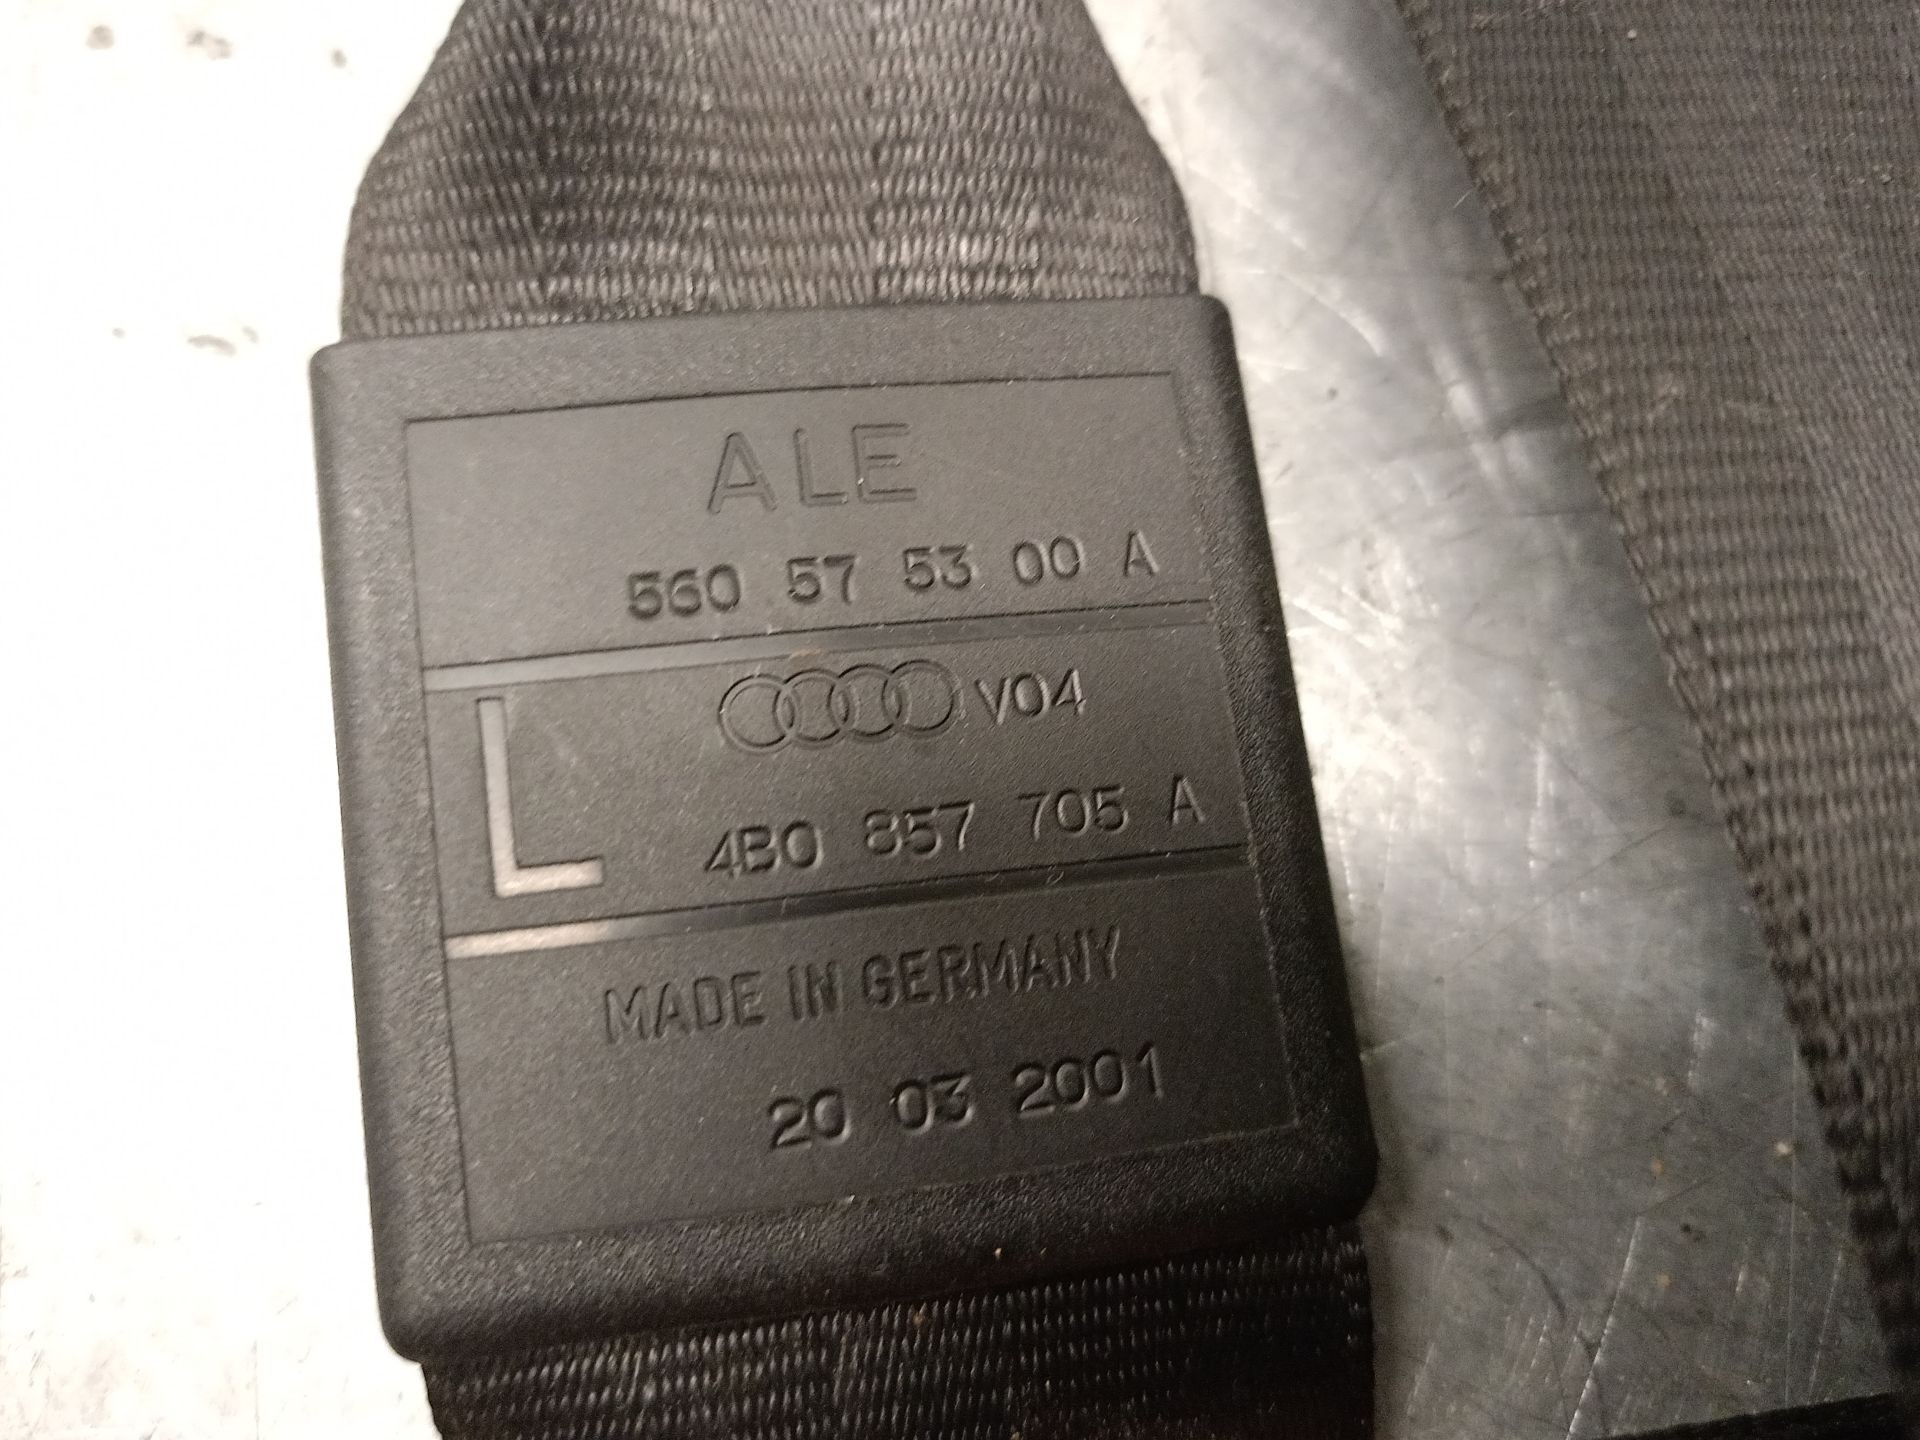 ALE
560 57 53 00 A
V04
L
4B0 857 705 A
MADE IN GERMANY
20 03 2001